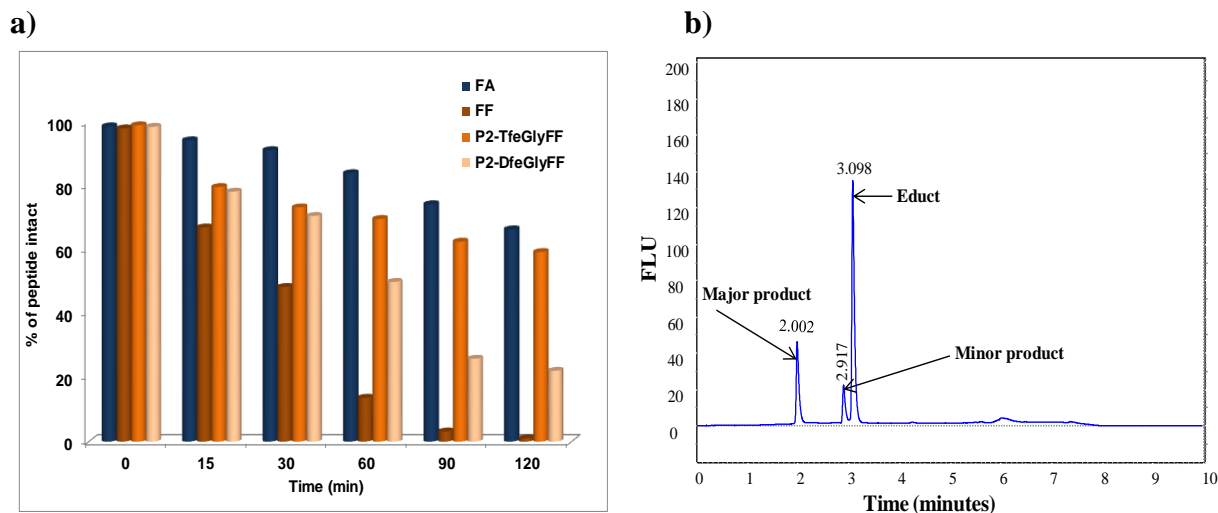 a)
FA
FF
P2-TfeGlyFF
P2-DfeGlyFF
% of peptide intact
100
80
60
40
20
0
0 15 30 60 90 120
Time (min)
b)
FLU
200
180
160
140
120
100
80
60
40
20
0
3.098
Educt
Major product
2.002
2.917
Minor product
0 1 2 3 4 5 6 7 8 9 10
Time (minutes)